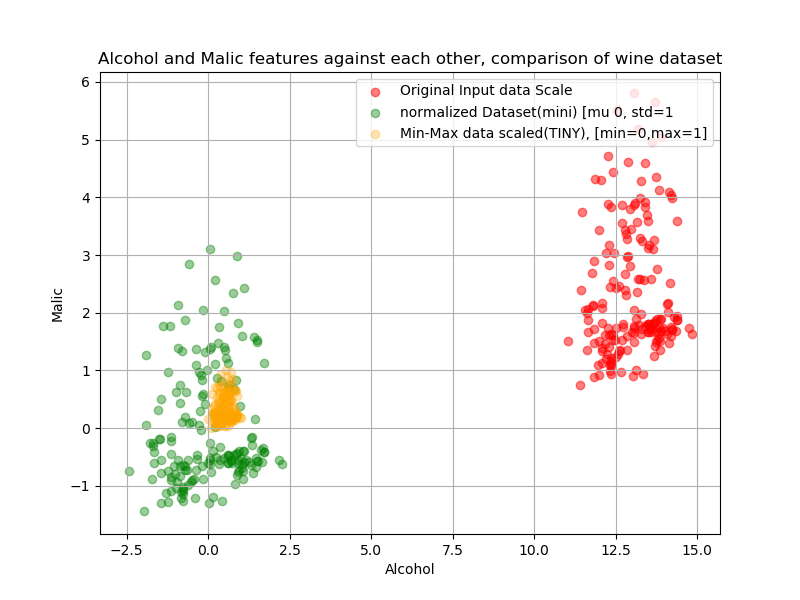 Alcohol and Malic features against each other, comparison of wine dataset
Original Input data Scale
normalized Dataset(mini) [mu 0, std=1
Min-Max data scaled(TINY), [min=0,max=1]
6
5
4
3
2
1
0
−1
Malic
−2.5 0.0 2.5 5.0 7.5 10.0 12.5 15.0
Alcohol